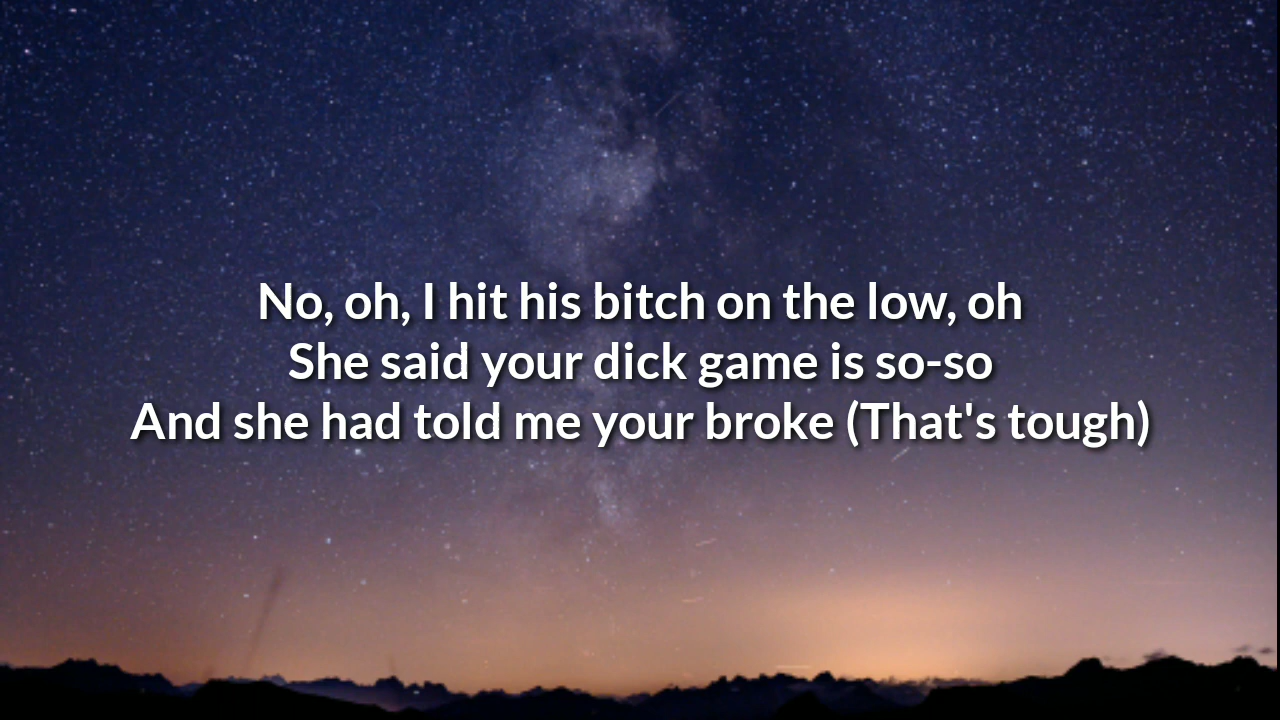 No, oh, I hit his bitch on the low, oh
She said your dick game is so-so
And she had told me your broke (That's tough)